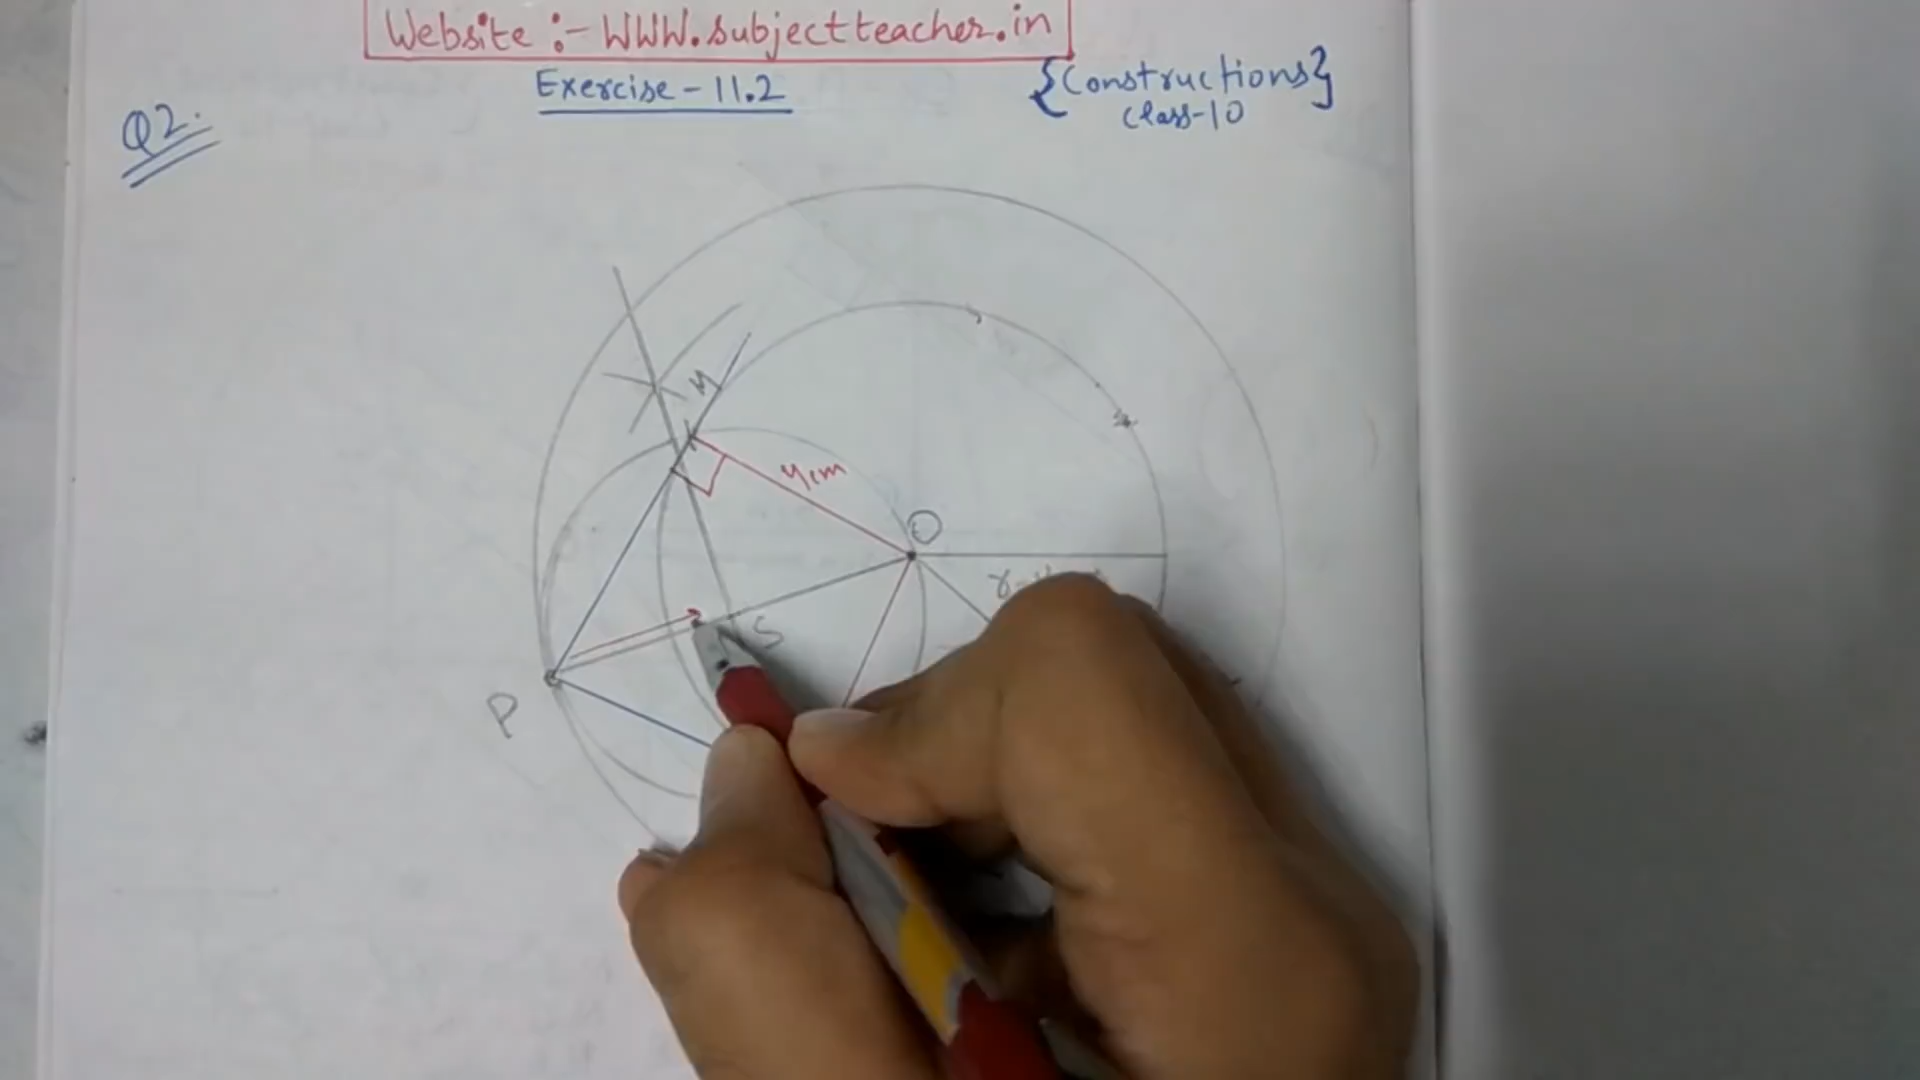 Website :- WWW.subjectteacher.in
Exercise - 11.2
{Constructions}
Class-10
Q2.
M
4cm
O
S
P